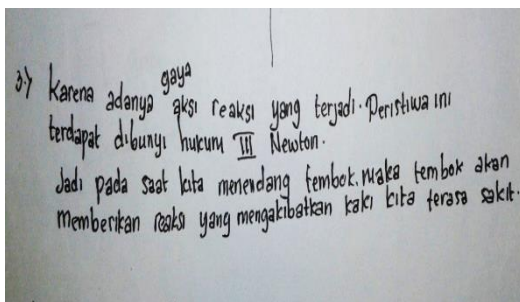 3.) Karena adanya gaya aksi reaksi yang terjadi. Peristiwa ini
terdapat dibunyi hukum III Newton.
Jadi pada saat kita menendang tembok. maka tembok akan
memberikan reaksi yang mengakibatkan kaki kita terasa sakit.